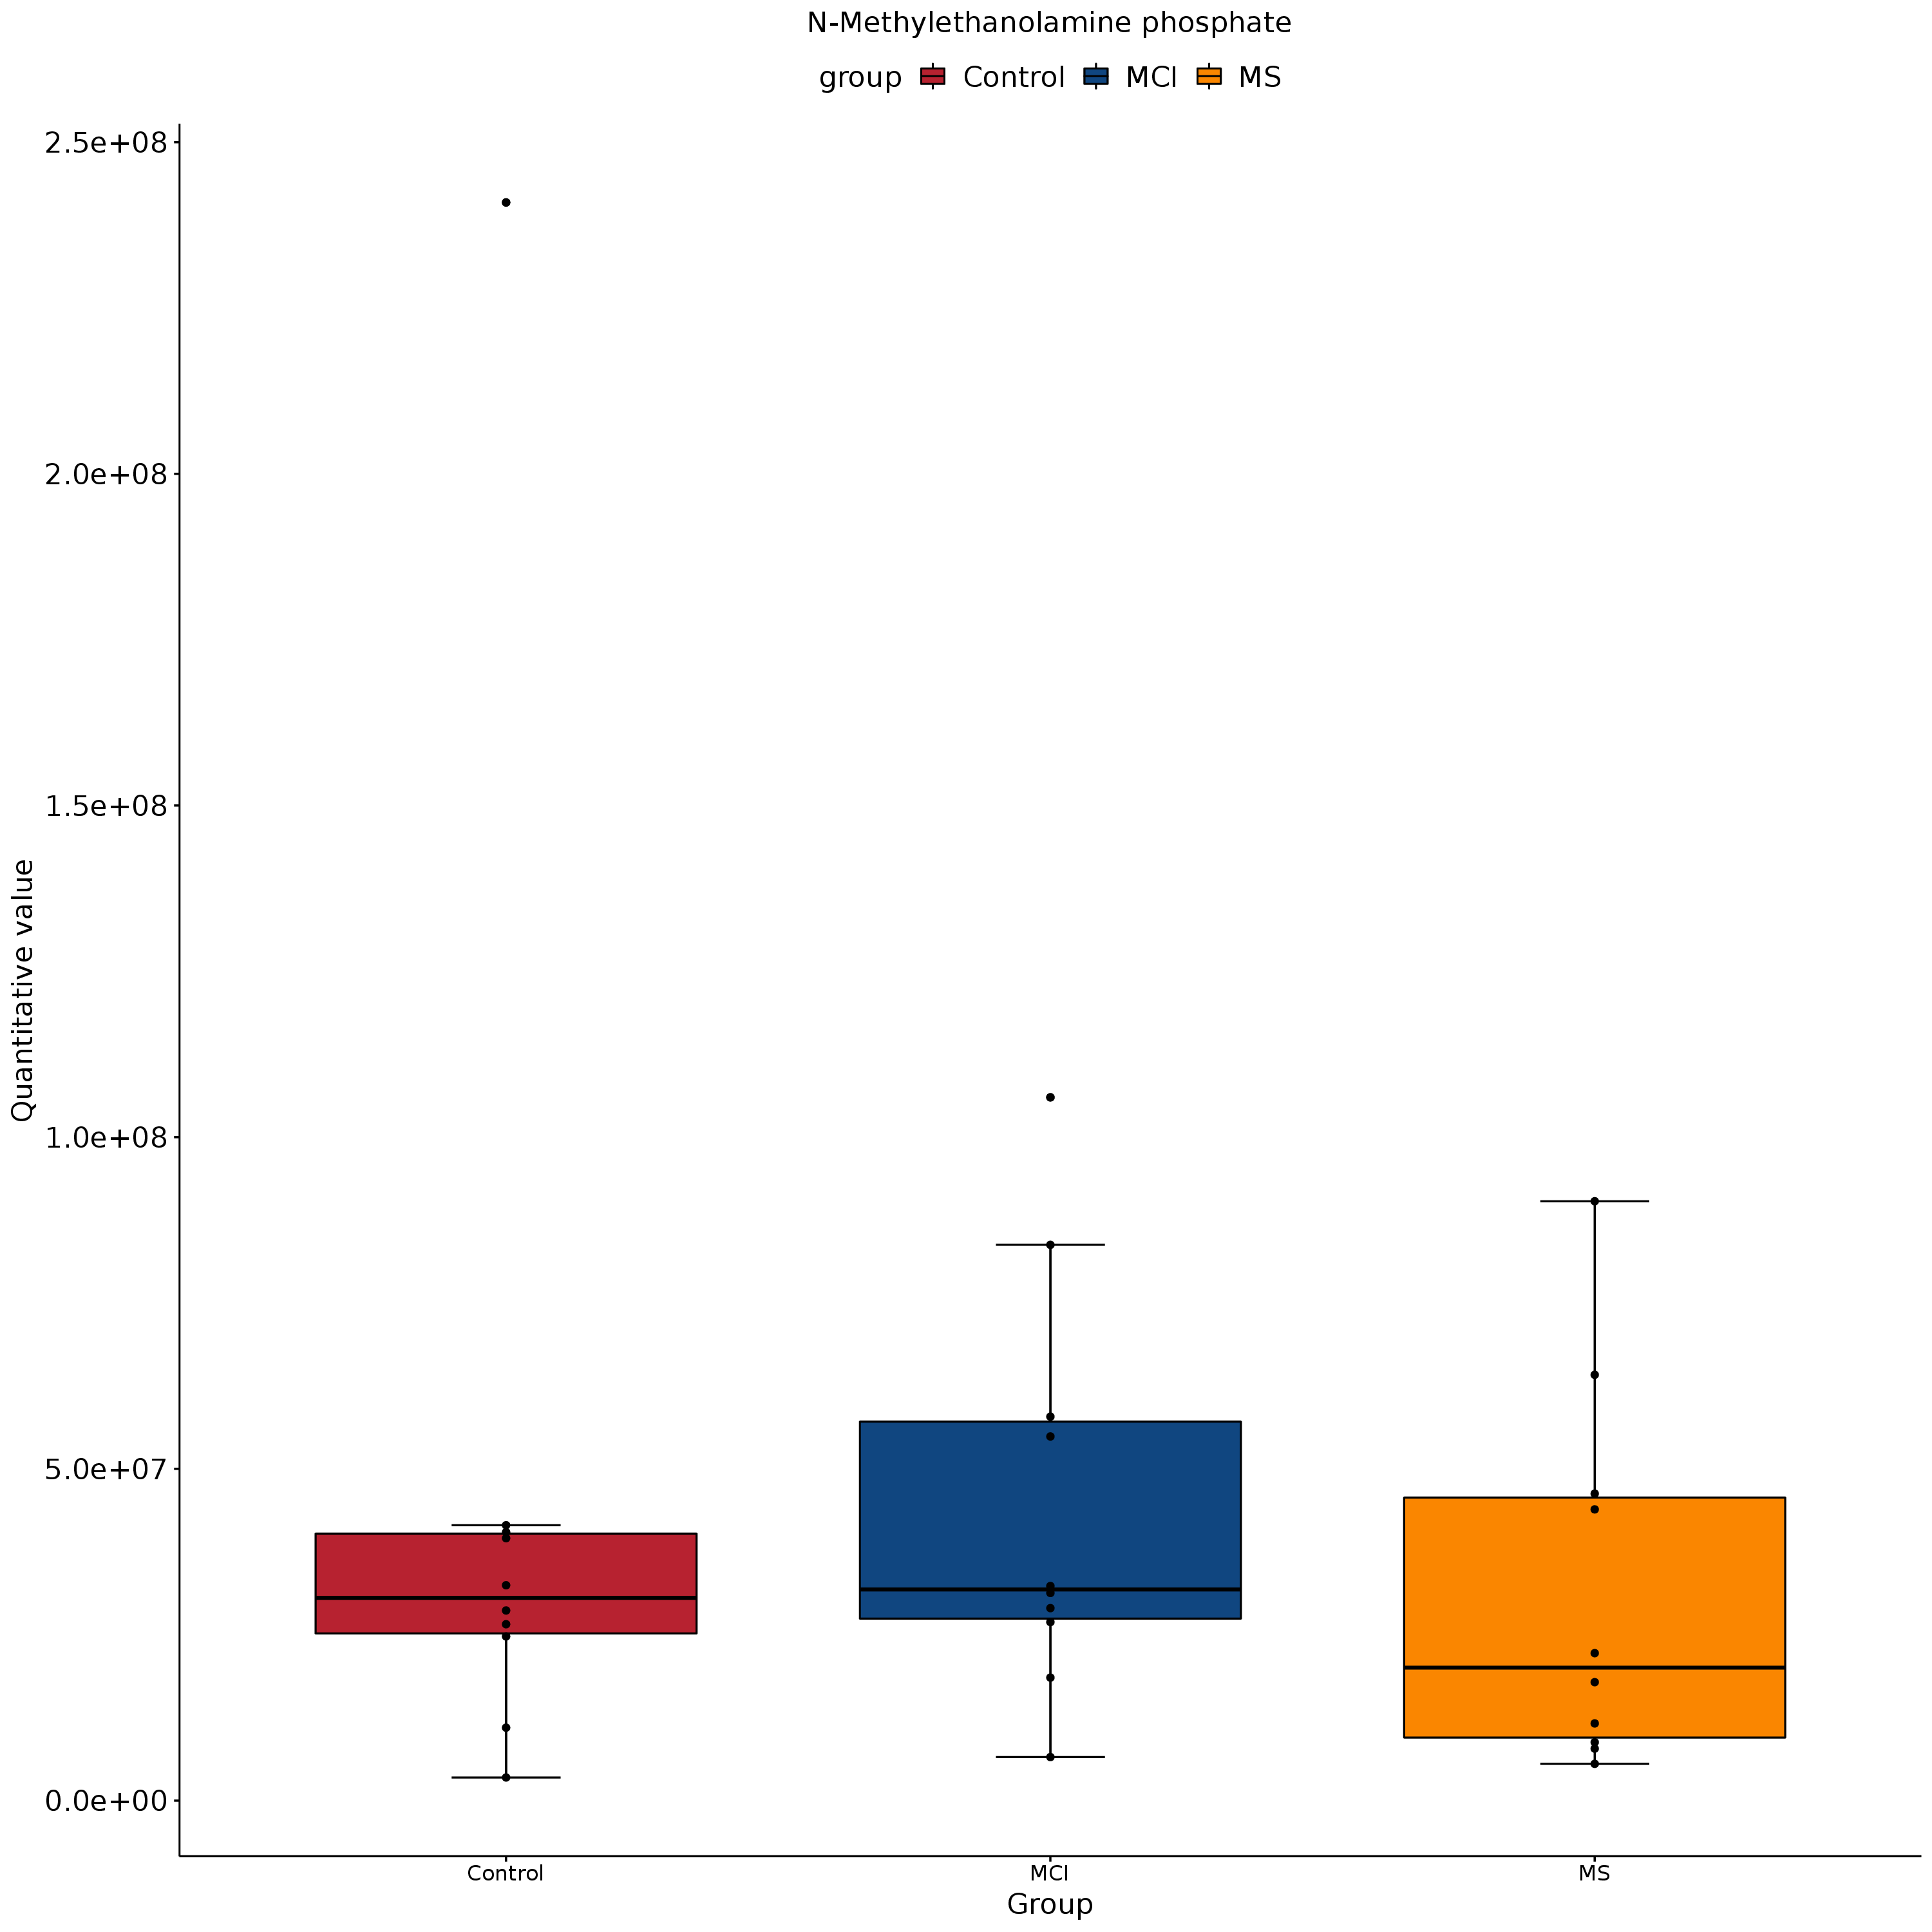 N-Methylethanolamine phosphate
group Control MCI MS
2.5e+08
2.0e+08
1.5e+08
1.0e+08
5.0e+07
0.0e+00
Quantitative value
Control MCI MS
Group